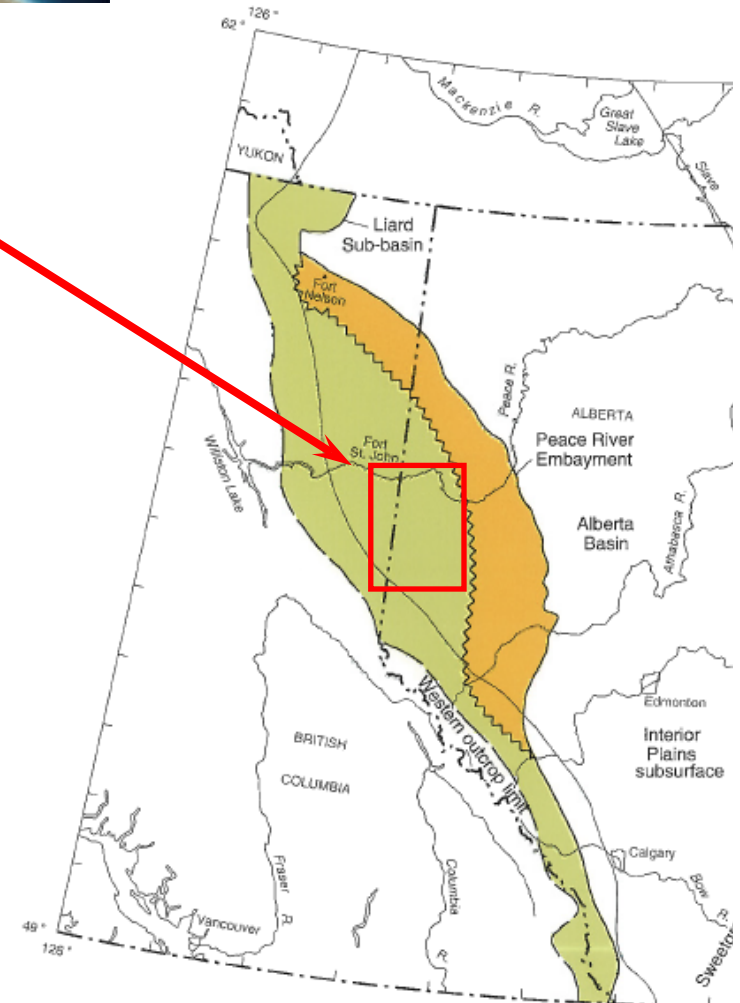 126°
62°
Mackenzie R.
Great
Slave
Lake
YUKON
Slave
Liard
Sub-basin
Fort
Nelson
Peace R.
ALBERTA
Peace River
Embayment
Fort
St. John
Williston Lake
Alberta
Basin
Athabasca R.
Western outcrop limit
Edmonton
Interior
Plains
subsurface
BRITISH
COLUMBIA
Calgary
Fraser
R.
Columbia
R.
Bow
R.
Vancouver
49°
126°
Sweetgr